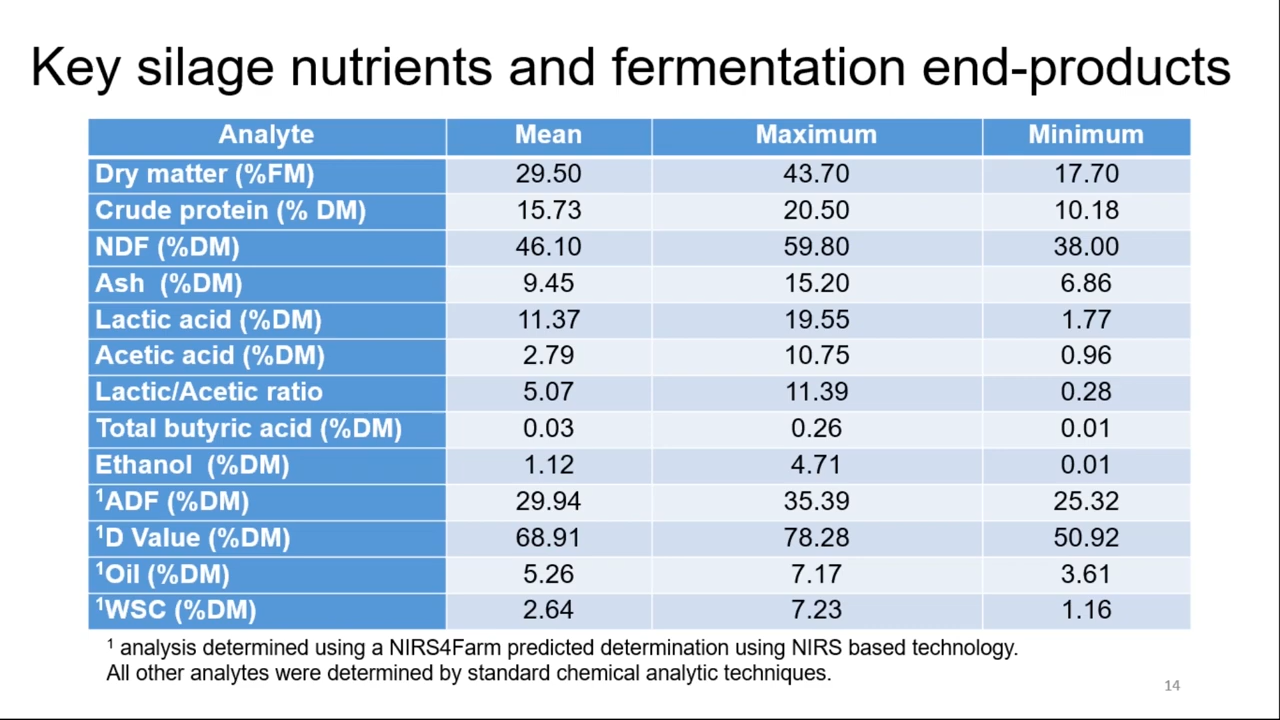 Key silage nutrients and fermentation end-products
Analyte Mean Maximum Minimum
Dry matter (%FM) 29.50 43.70 17.70
Crude protein (% DM) 15.73 20.50 10.18
NDF (%DM) 46.10 59.80 38.00
Ash (%DM) 9.45 15.20 6.86
Lactic acid (%DM) 11.37 19.55 1.77
Acetic acid (%DM) 2.79 10.75 0.96
Lactic/Acetic ratio 5.07 11.39 0.28
Total butyric acid (%DM) 0.03 0.26 0.01
Ethanol (%DM) 1.12 4.71 0.01
¹ADF (%DM) 29.94 35.39 25.32
¹D Value (%DM) 68.91 78.28 50.92
¹Oil (%DM) 5.26 7.17 3.61
¹WSC (%DM) 2.64 7.23 1.16
¹ analysis determined using a NIRS4Farm predicted determination using NIRS based technology.
All other analytes were determined by standard chemical analytic techniques.
14